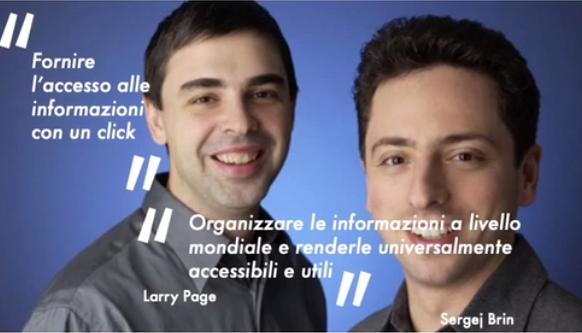 "
Fornire
l'accesso alle
informazioni
con un click
"
"
Organizzare le informazioni a livello
mondiale e renderle universalmente
accessibili e utili
"
Larry Page
Sergej Brin